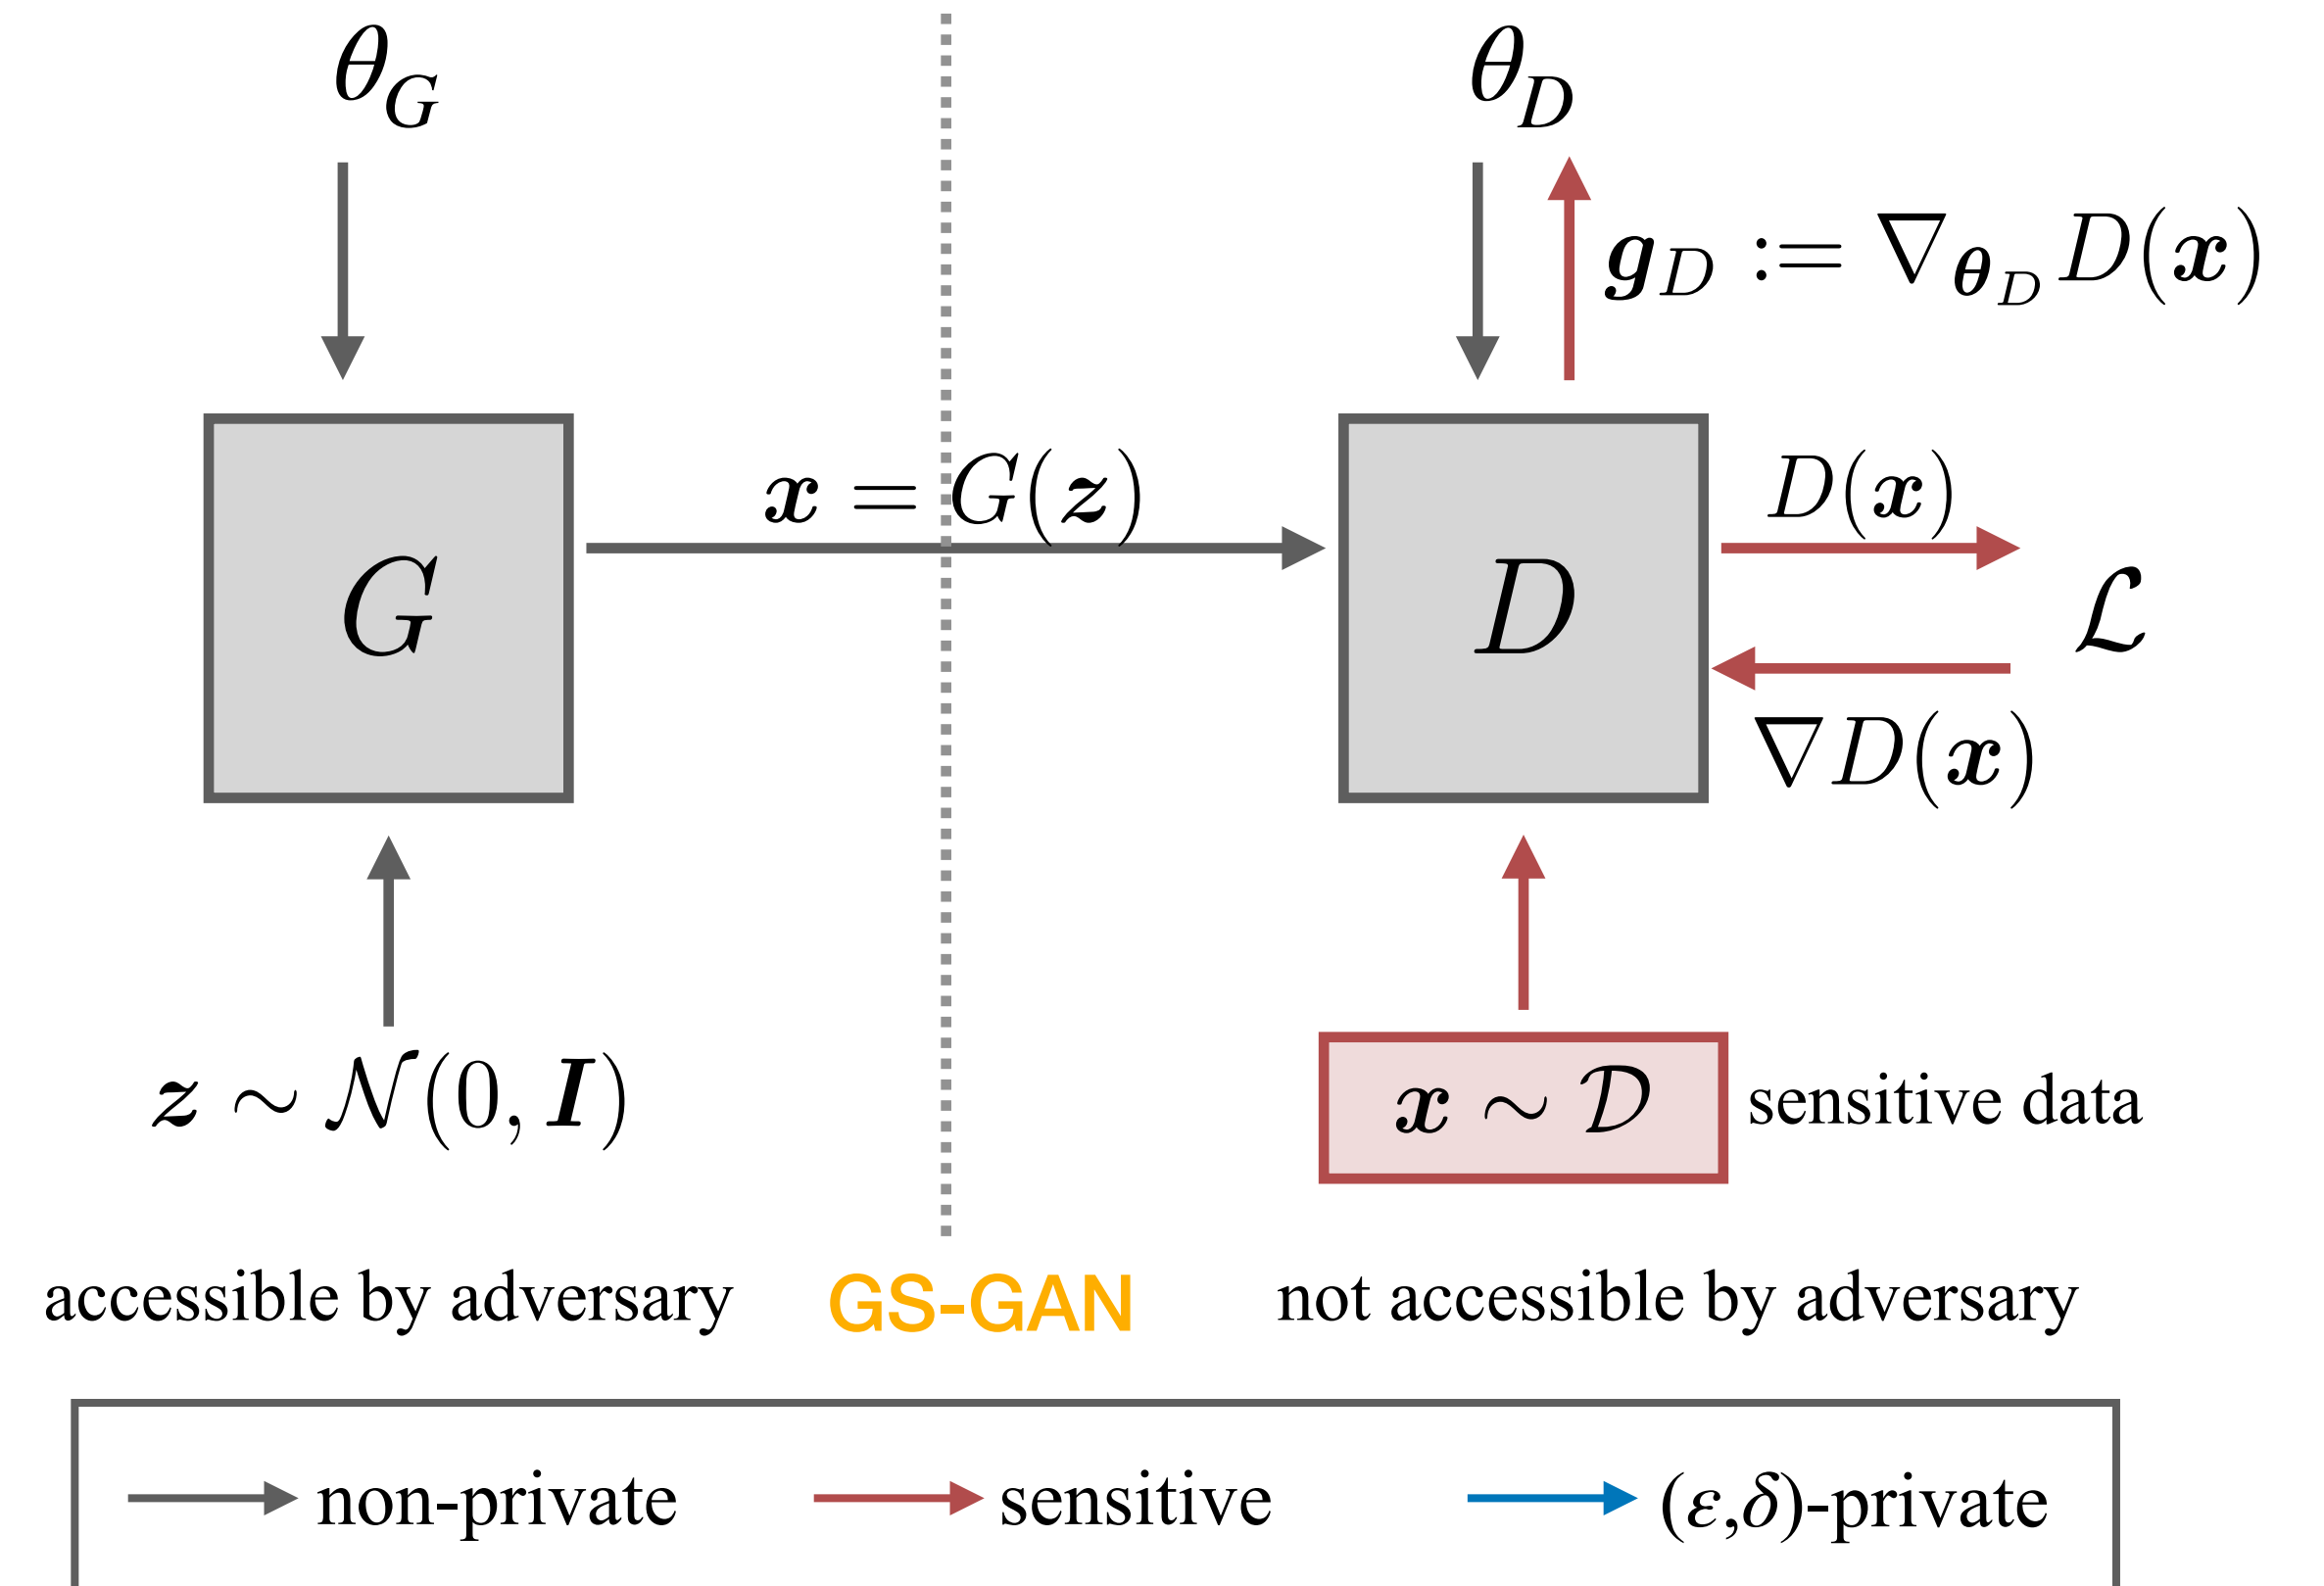 θ_G
θ_D
g_D := ∇_{θ_D} D(x)
x = G(z)
D(x)
G
D
ℒ
∇D(x)
z ∼ 𝒩(0, I)
x ∼ 𝒟
sensitive data
accessible by adversary
GS-GAN
not accessible by adversary
non-private
sensitive
(ε,δ)-private